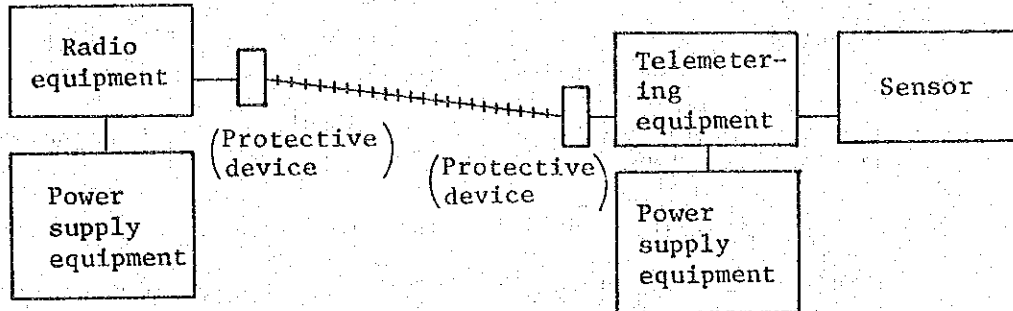 Radio
equipment
Telemeter-
ing
equipment
Sensor
(Protective
device)
(Protective
device)
Power
supply
equipment
Power
supply
equipment